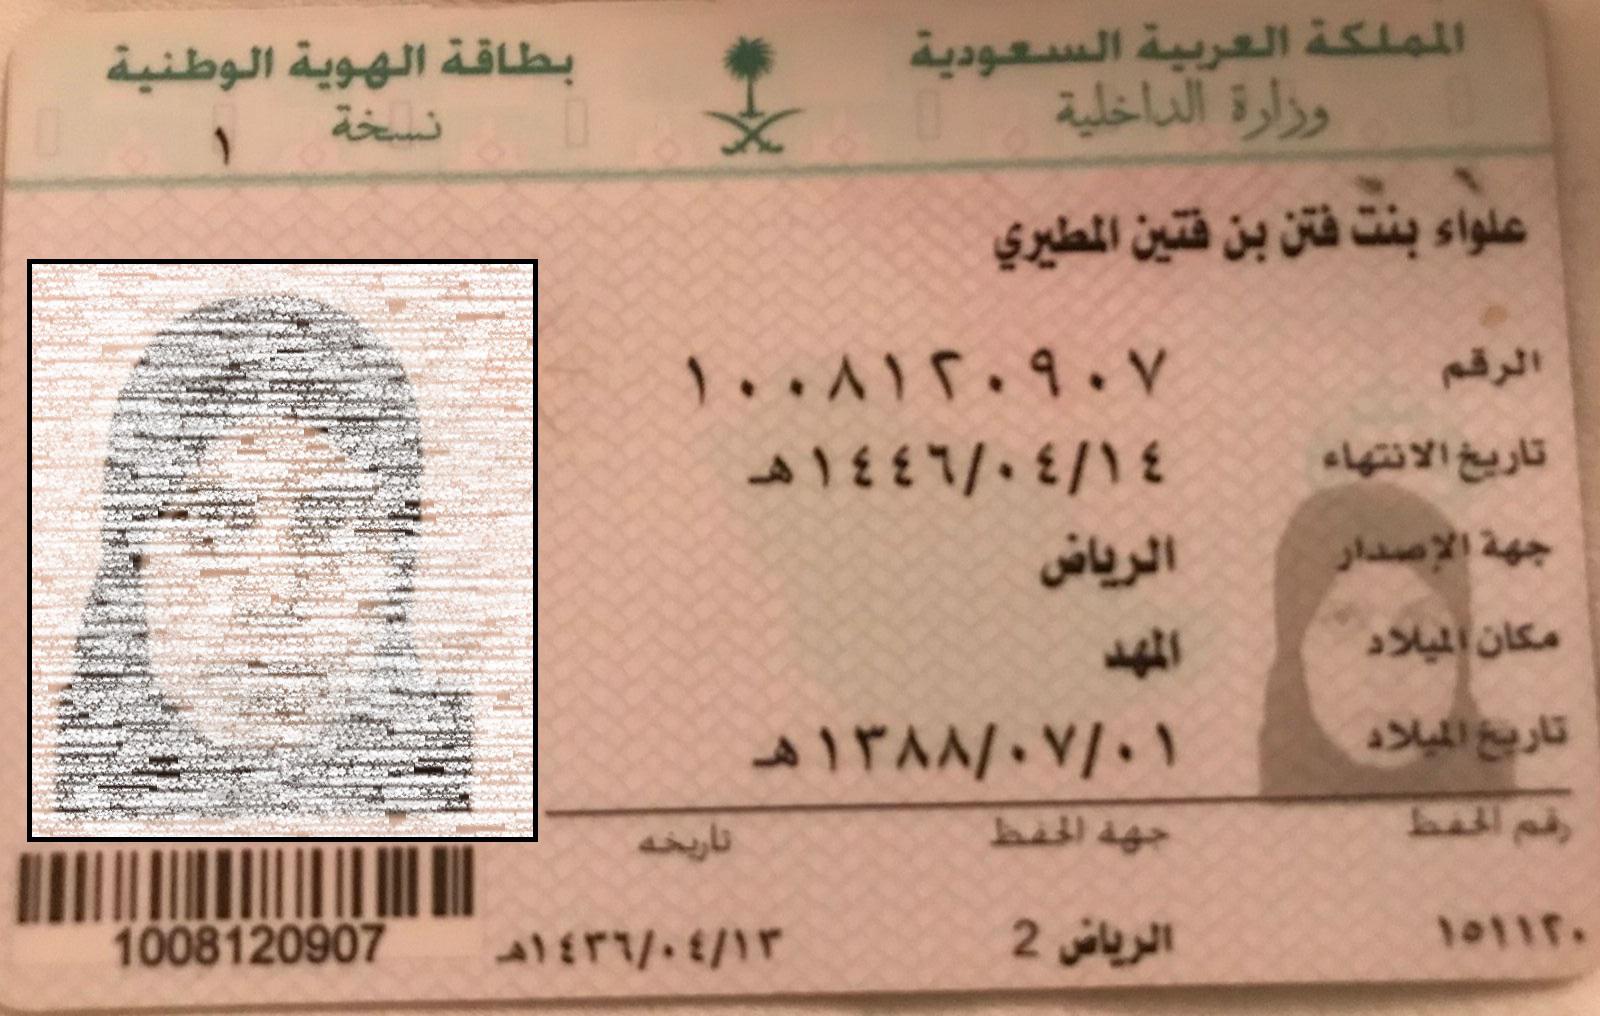 المملكة العربية السعودية
وزارة الداخلية
بطاقة الهوية الوطنية
نسخة ١
علواء بنت فتن بن فتين المطيري
الرقم ١٠٠٨١٢٠٩٠٧
تاريخ الانتهاء ١٤٤٦/٠٤/١٤هـ
جهة الإصدار الرياض
مكان الميلاد المهد
تاريخ الميلاد ١٣٨٨/٠٧/٠١هـ
رقم الحفظ جهة الحفظ تاريخه
١٥١١٢٠ الرياض 2 ١٤٣٦/٠٤/١٣هـ
1008120907